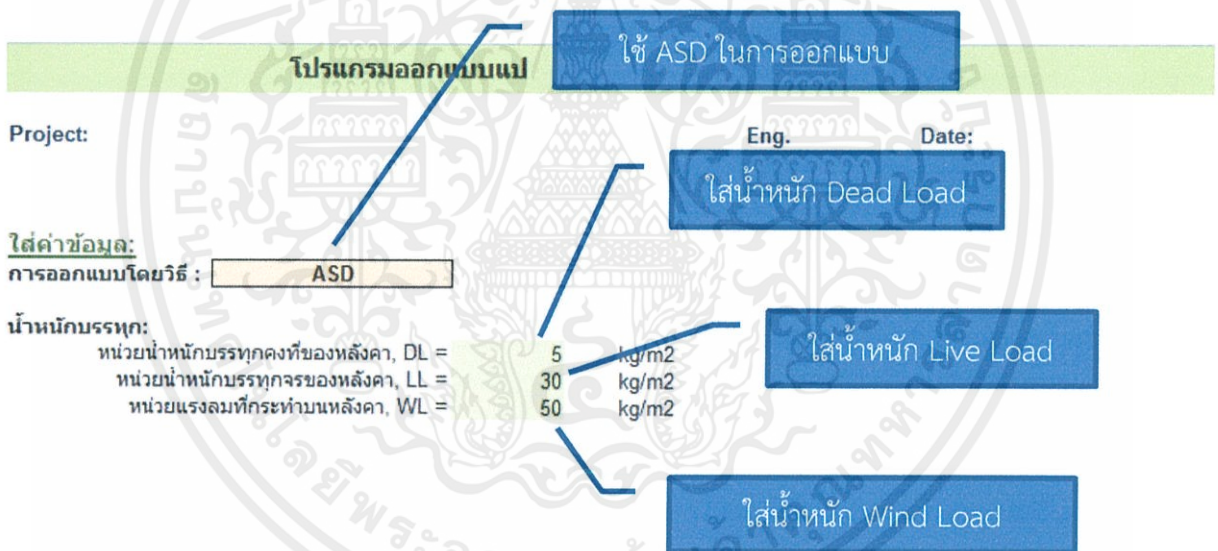 ใช้ ASD ในการออกแบบ
โปรแกรมออกแบบแป
Project:
Eng.
Date:
ใส่น้ำหนัก Dead Load
ใส่ค่าข้อมูล:
การออกแบบโดยวิธี : ASD
น้ำหนักบรรทุก:
หน่วยน้ำหนักบรรทุกคงที่ของหลังคา, DL = 5 kg/m2
หน่วยน้ำหนักบรรทุกจรของหลังคา, LL = 30 kg/m2
หน่วยแรงลมที่กระทำบนหลังคา, WL = 50 kg/m2
ใส่น้ำหนัก Live Load
ใส่น้ำหนัก Wind Load